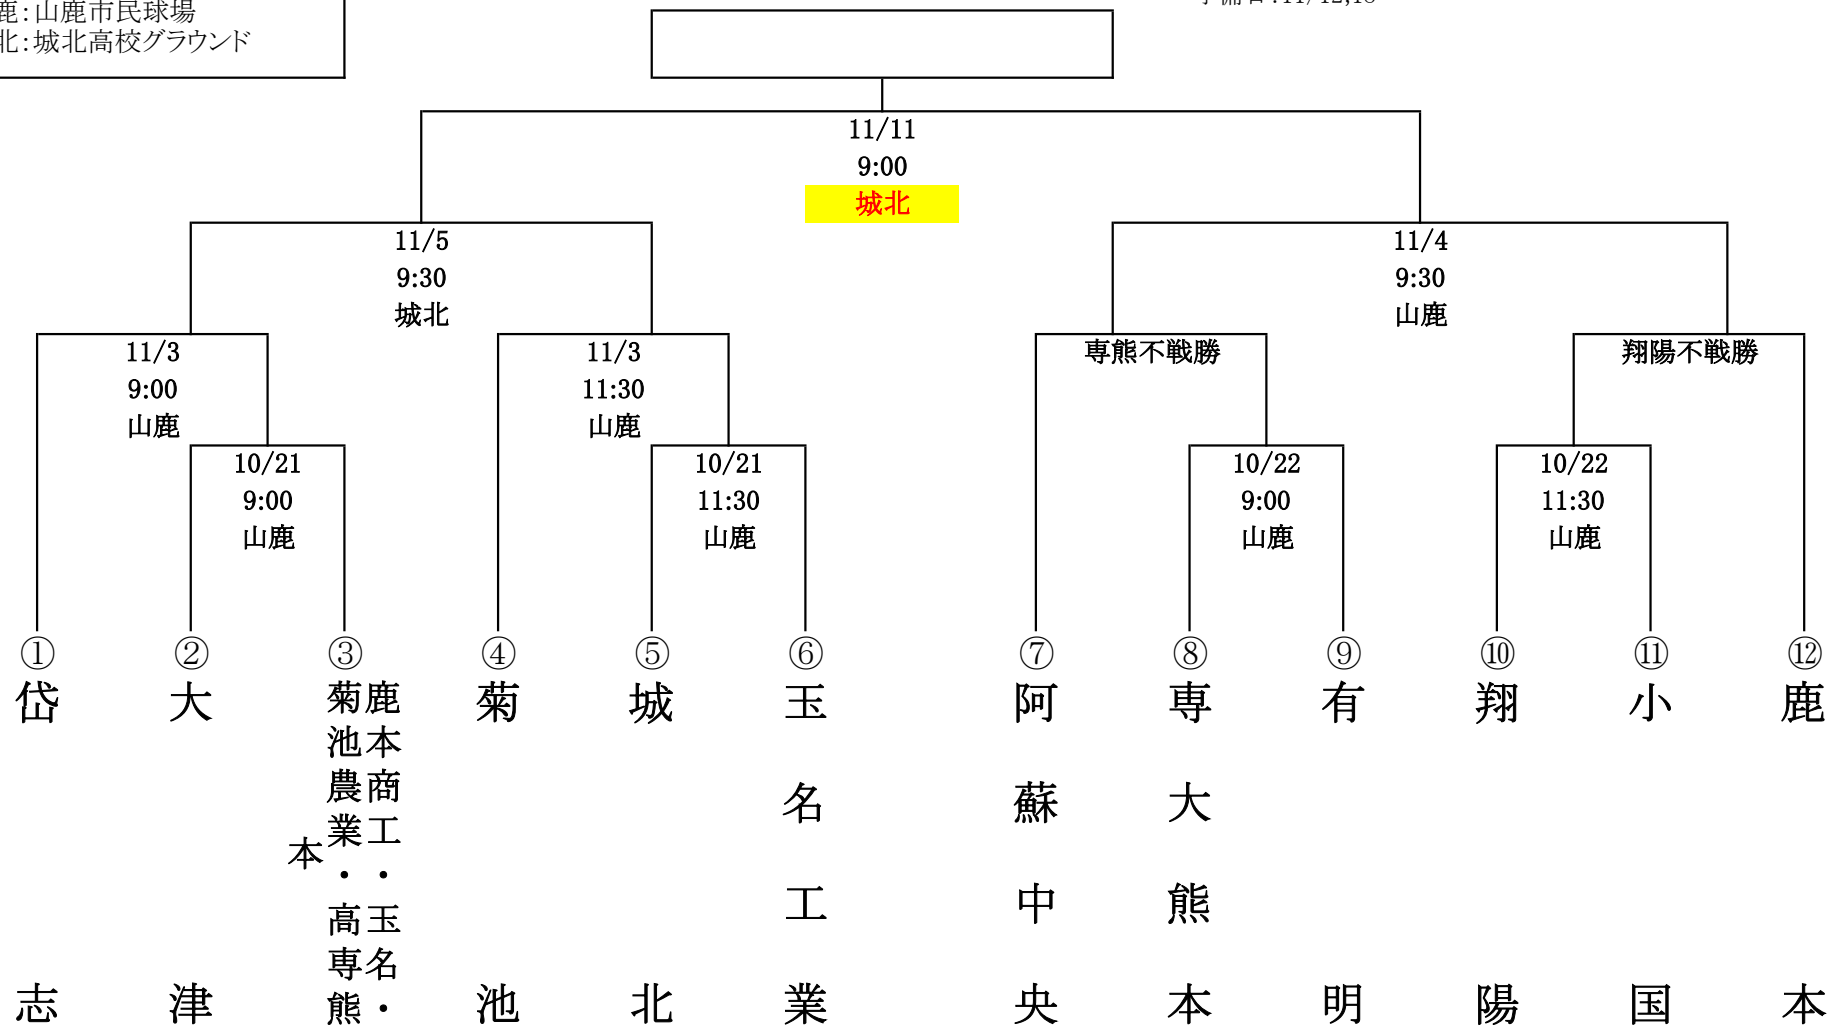 鹿：山鹿市民球場
北：城北高校グラウンド
11/11
9:00
城北
11/5
9:30
城北
11/4
9:30
山鹿
11/3
9:00
山鹿
11/3
11:30
山鹿
専熊不戦勝
翔陽不戦勝
10/21
9:00
山鹿
10/21
11:30
山鹿
10/22
9:00
山鹿
10/22
11:30
山鹿
①
岱志
②
大津
③
鹿本商工・玉名・
菊池農業・高専熊
本
④
菊池
⑤
城北
⑥
玉名工業
⑦
阿蘇中央
⑧
専大熊本
⑨
有明
⑩
翔陽
⑪
小国
⑫
鹿本